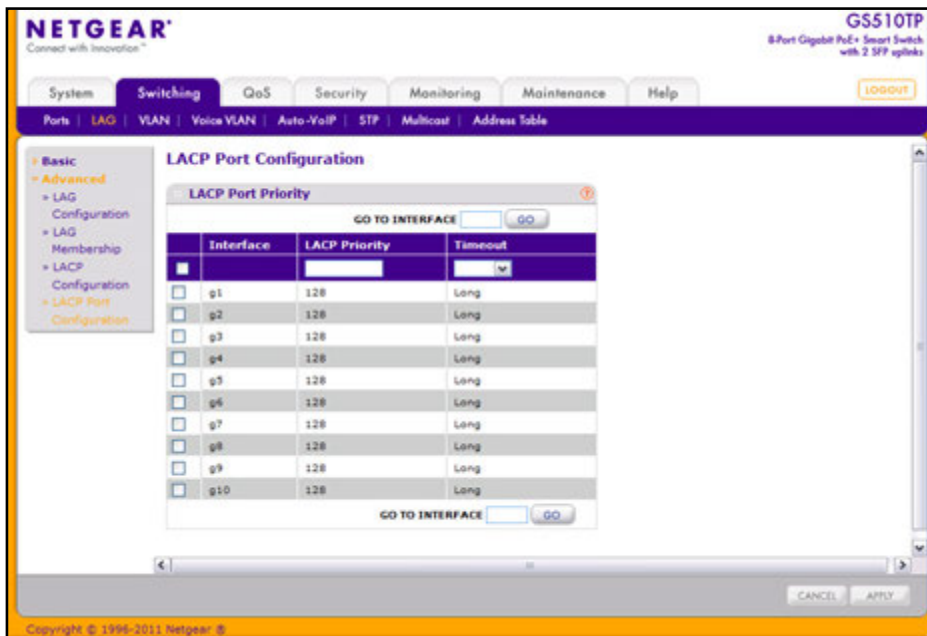 NETGEAR®
Connect with Innovation™
GS510TP
8-Port Gigabit PoE+ Smart Switch
with 2 SFP uplinks
System Switching QoS Security Monitoring Maintenance Help LOGOUT
Ports | LAG | VLAN | Voice VLAN | Auto-VoIP | STP | Multicast | Address Table
Basic
Advanced
» LAG
Configuration
» LAG
Membership
» LACP
Configuration
» LACP Port
Configuration
LACP Port Configuration
LACP Port Priority ?
GO TO INTERFACE GO
Interface LACP Priority Timeout
g1 128 Long
g2 128 Long
g3 128 Long
g4 128 Long
g5 128 Long
g6 128 Long
g7 128 Long
g8 128 Long
g9 128 Long
g10 128 Long
GO TO INTERFACE GO
CANCEL APPLY
Copyright © 1996-2011 Netgear ®